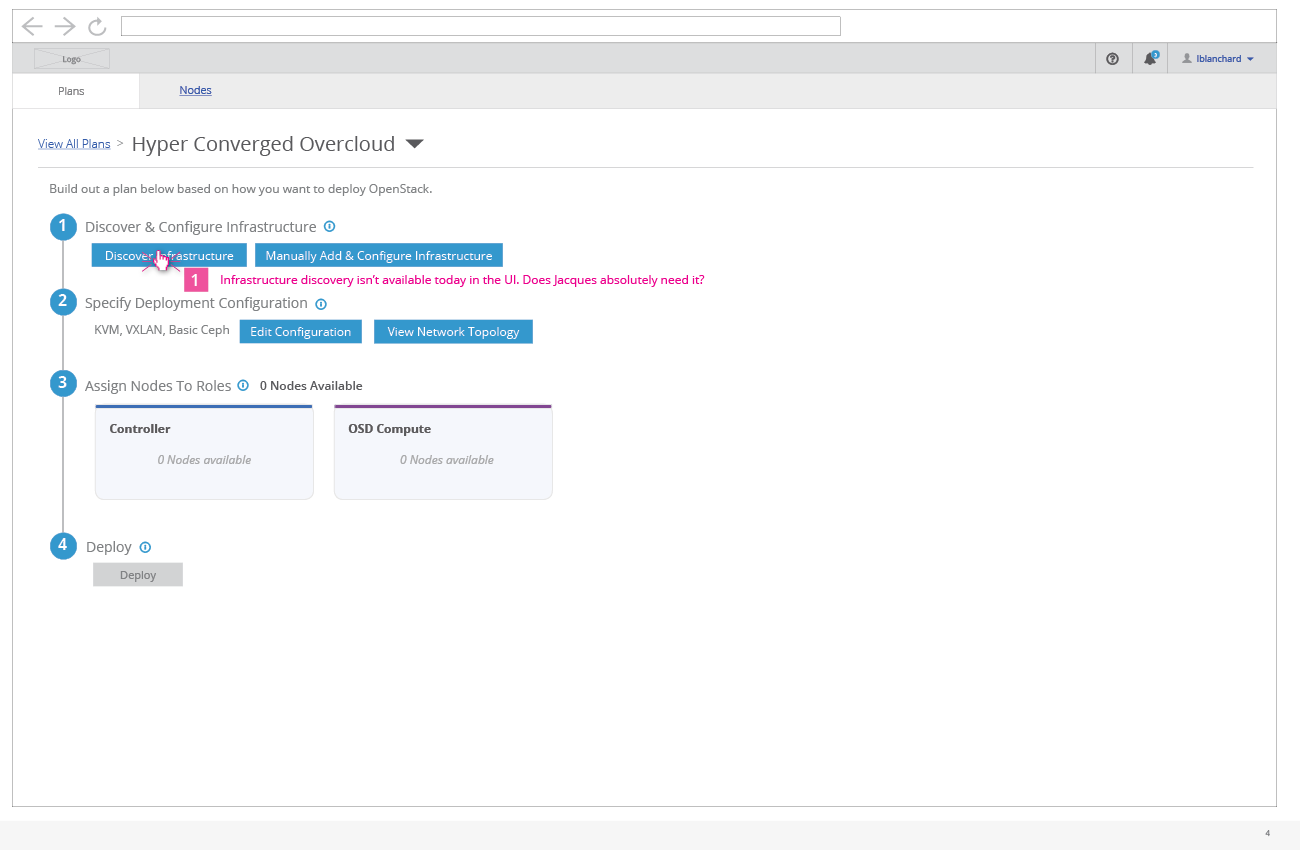 Logo
3
lblanchard
Plans
Nodes
View All Plans > Hyper Converged Overcloud
Build out a plan below based on how you want to deploy OpenStack.
1 Discover & Configure Infrastructure
Discover Infrastructure Manually Add & Configure Infrastructure
1 Infrastructure discovery isn't available today in the UI. Does Jacques absolutely need it?
2 Specify Deployment Configuration
KVM, VXLAN, Basic Ceph Edit Configuration View Network Topology
3 Assign Nodes To Roles 0 Nodes Available
Controller OSD Compute
0 Nodes available 0 Nodes available
4 Deploy
Deploy
4